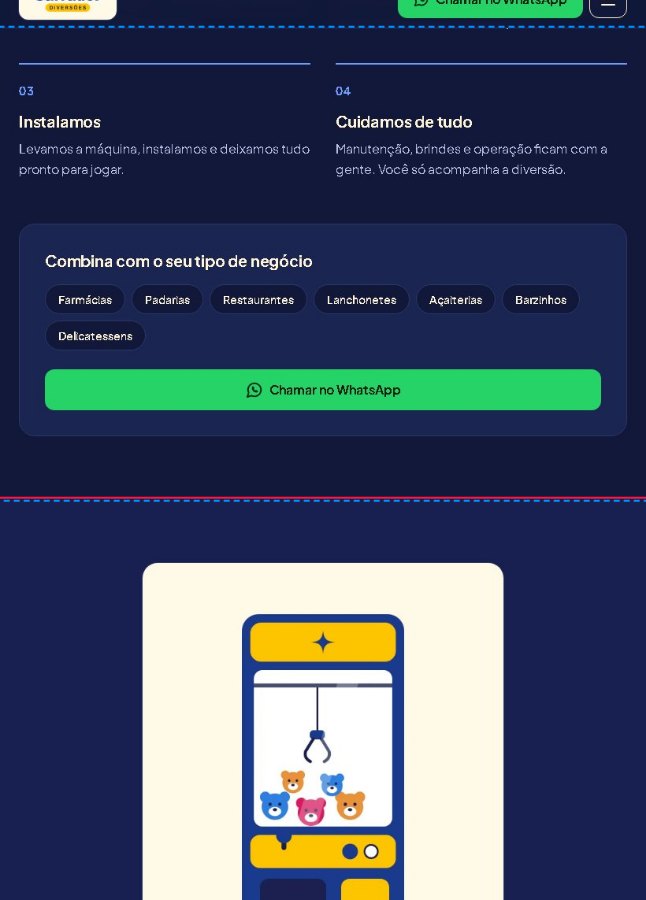 DIVERSÕES
Chamar no WhatsApp
03
Instalamos
Levamos a máquina, instalamos e deixamos tudo
pronto para jogar.
04
Cuidamos de tudo
Manutenção, brindes e operação ficam com a
gente. Você só acompanha a diversão.
Combina com o seu tipo de negócio
Farmácias
Padarias
Restaurantes
Lanchonetes
Açaiterias
Barzinhos
Delicatessens
Chamar no WhatsApp